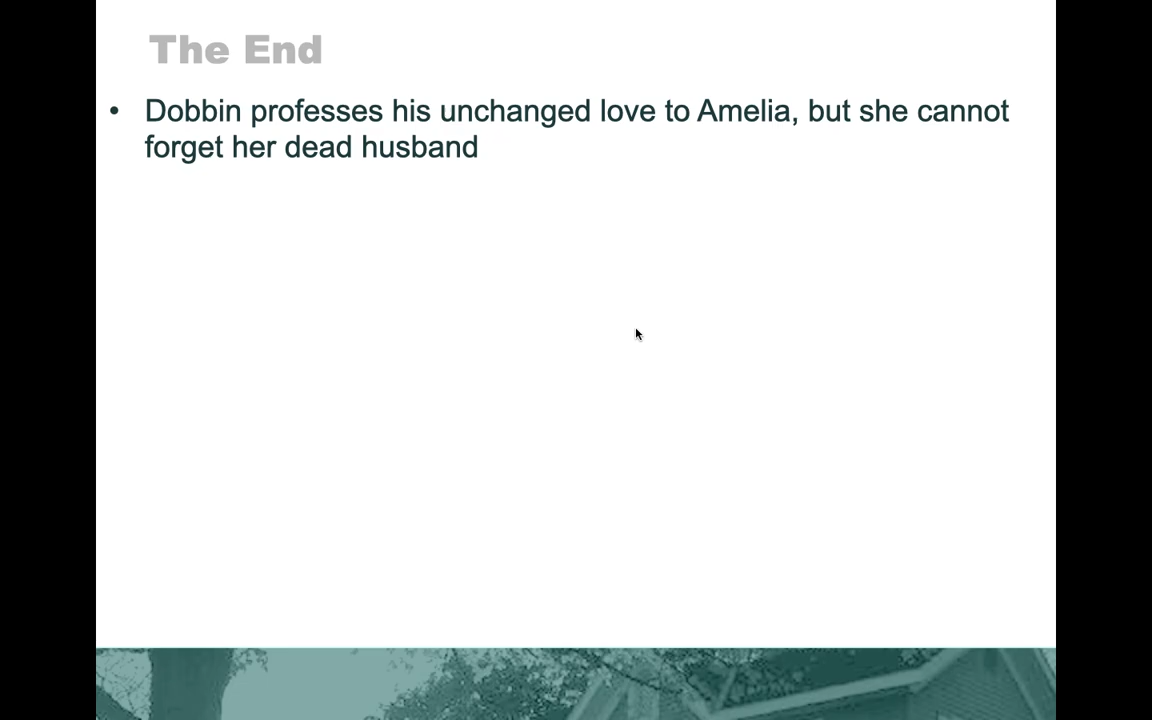 The End
• Dobbin professes his unchanged love to Amelia, but she cannot
forget her dead husband